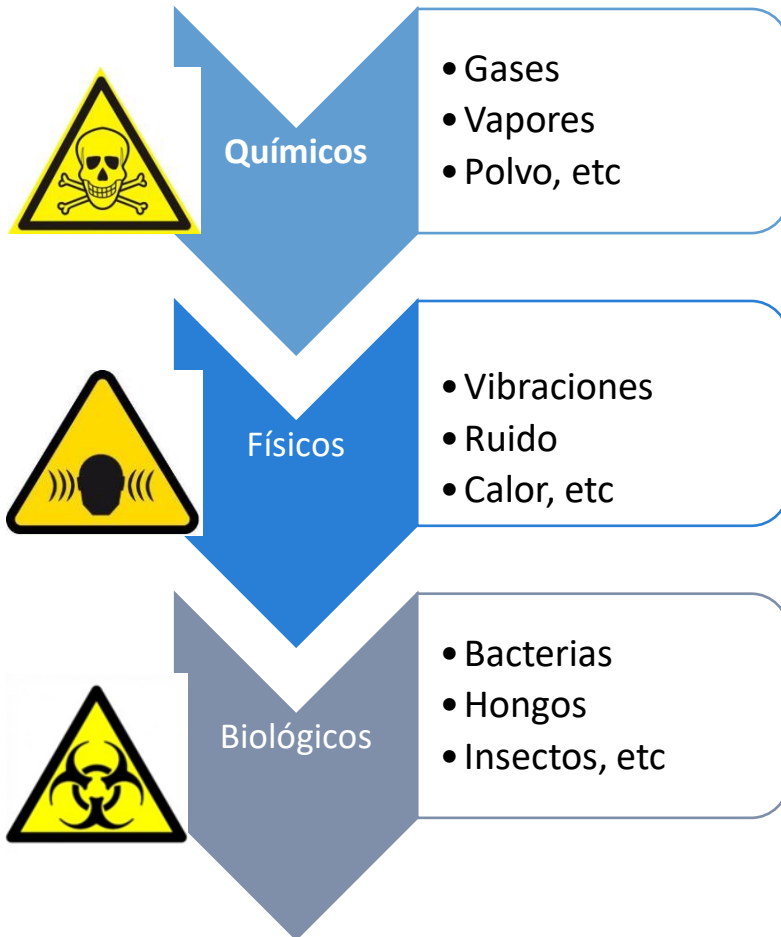 Químicos
• Gases
• Vapores
• Polvo, etc
Físicos
• Vibraciones
• Ruido
• Calor, etc
Biológicos
• Bacterias
• Hongos
• Insectos, etc